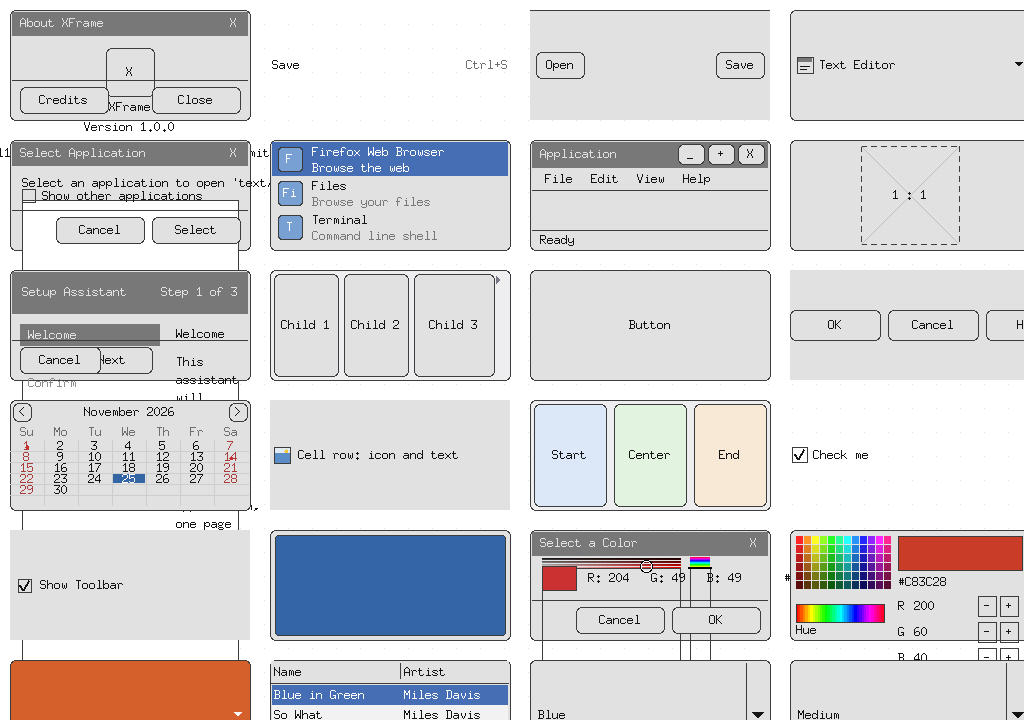 About XFrame X
X
Credits Close
XFrame
Version 1.0.0
Save Ctrl+S
Open Save
Text Editor
Select Application X
Select an application to open 'text/
Show other applications
Cancel Select
F Firefox Web Browser
Browse the web
Fi Files
Browse your files
T Terminal
Command line shell
Application _ + X
File Edit View Help
Ready
1 : 1
Setup Assistant Step 1 of 3
Welcome Welcome
Cancel Next
This
assistant
will
Confirm
Child 1 Child 2 Child 3
Button
OK Cancel
< November 2026 >
Su Mo Tu We Th Fr Sa
1 2 3 4 5 6 7
8 9 10 11 12 13 14
15 16 17 18 19 20 21
22 23 24 25 26 27 28
29 30
one page
Cell row: icon and text
Start Center End
Check me
Show Toolbar
Select a Color X
R: 204 G: 49 B: 49 #
Cancel OK
#C83C28
Hue
R 200 - +
G 60 - +
B 40 - +
Name Artist
Blue in Green Miles Davis
So What Miles Davis
Blue
Medium